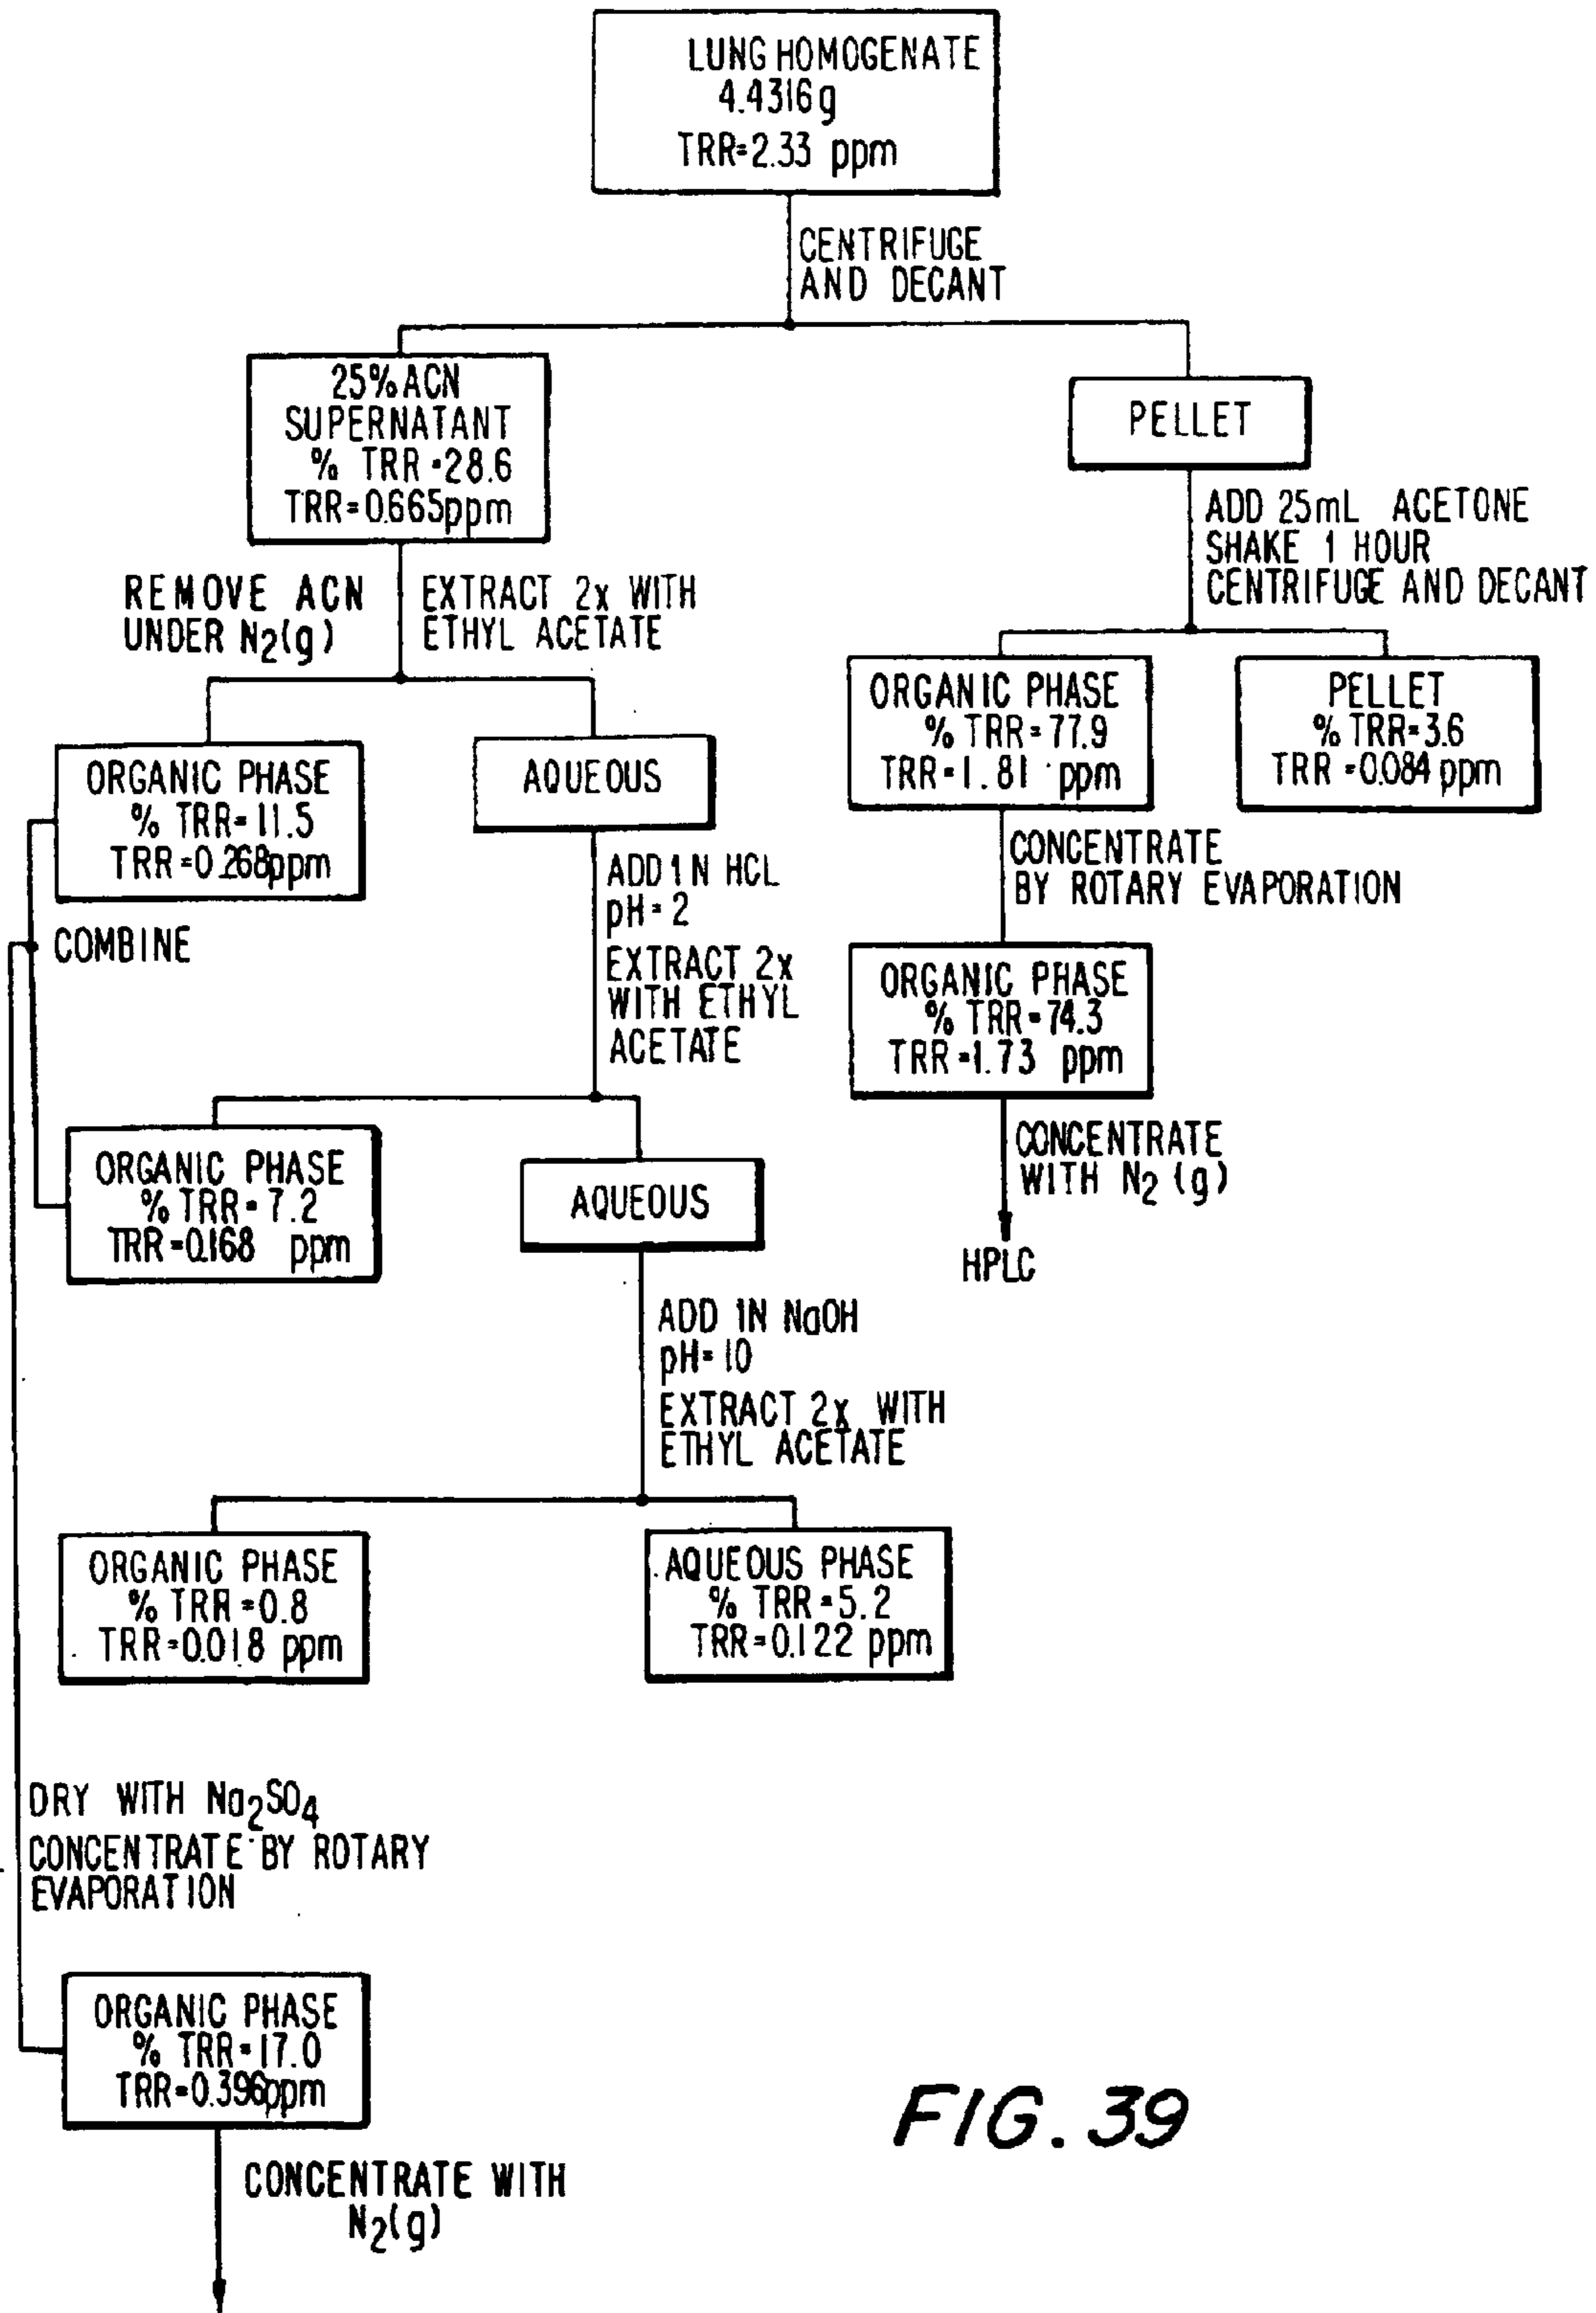 LUNG HOMOGENATE
4.4316g
TRR=2.33 ppm
CENTRIFUGE
AND DECANT
25% ACN
SUPERNATANT
% TRR=28.6
TRR=0.665ppm
PELLET
ADD 25mL ACETONE
SHAKE 1 HOUR
CENTRIFUGE AND DECANT
REMOVE ACN
UNDER N2(g)
EXTRACT 2x WITH
ETHYL ACETATE
ORGANIC PHASE
% TRR=77.9
TRR=1.81 ppm
PELLET
% TRR=3.6
TRR=0.084 ppm
ORGANIC PHASE
% TRR=11.5
TRR=0.268ppm
AQUEOUS
CONCENTRATE
BY ROTARY EVAPORATION
ADD 1N HCL
pH=2
EXTRACT 2x
WITH ETHYL
ACETATE
COMBINE
ORGANIC PHASE
% TRR=74.3
TRR=1.73 ppm
CONCENTRATE
WITH N2 (g)
HPLC
ORGANIC PHASE
% TRR=7.2
TRR=0.168 ppm
AQUEOUS
ADD 1N NaOH
pH=10
EXTRACT 2x WITH
ETHYL ACETATE
ORGANIC PHASE
% TRR=0.8
TRR=0.018 ppm
AQUEOUS PHASE
% TRR=5.2
TRR=0.122 ppm
DRY WITH Na2SO4
CONCENTRATE BY ROTARY
EVAPORATION
ORGANIC PHASE
% TRR=17.0
TRR=0.396ppm
CONCENTRATE WITH
N2(g)
FIG. 39